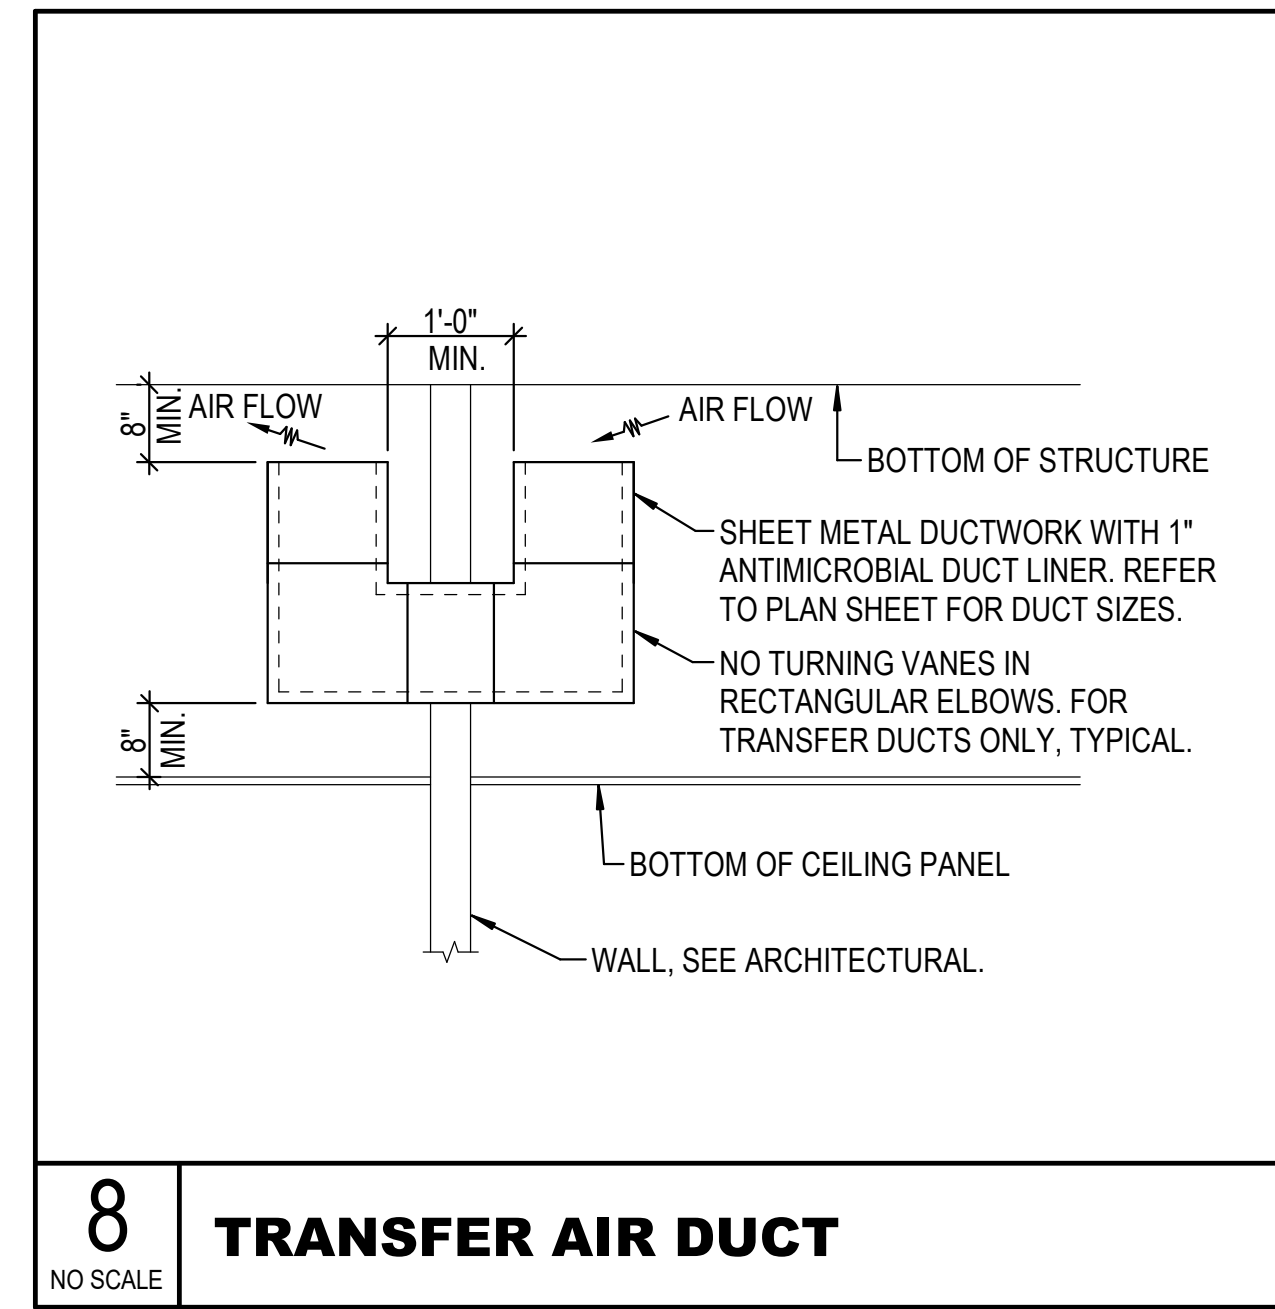 1'-0"
MIN.
8"
MIN.
AIR FLOW
AIR FLOW
BOTTOM OF STRUCTURE
SHEET METAL DUCTWORK WITH 1"
ANTIMICROBIAL DUCT LINER. REFER
TO PLAN SHEET FOR DUCT SIZES.
NO TURNING VANES IN
RECTANGULAR ELBOWS. FOR
TRANSFER DUCTS ONLY, TYPICAL.
8"
MIN.
BOTTOM OF CEILING PANEL
WALL, SEE ARCHITECTURAL.
8
NO SCALE
TRANSFER AIR DUCT